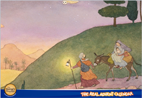 THE REAL ADVENT CALENDAR